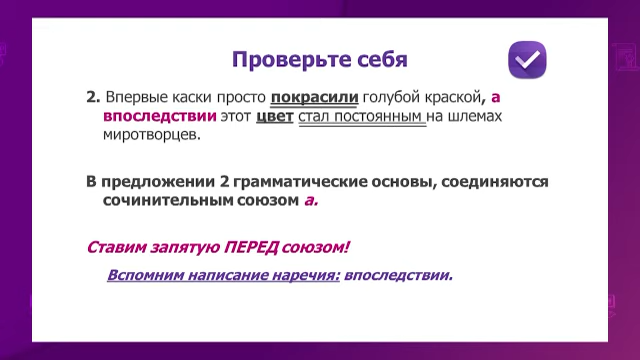 Проверьте себя
2. Впервые каски просто покрасили голубой краской, а
впоследствии этот цвет стал постоянным на шлемах
миротворцев.
В предложении 2 грамматические основы, соединяются
сочинительным союзом а.
Ставим запятую ПЕРЕД союзом!
Вспомним написание наречия: впоследствии.